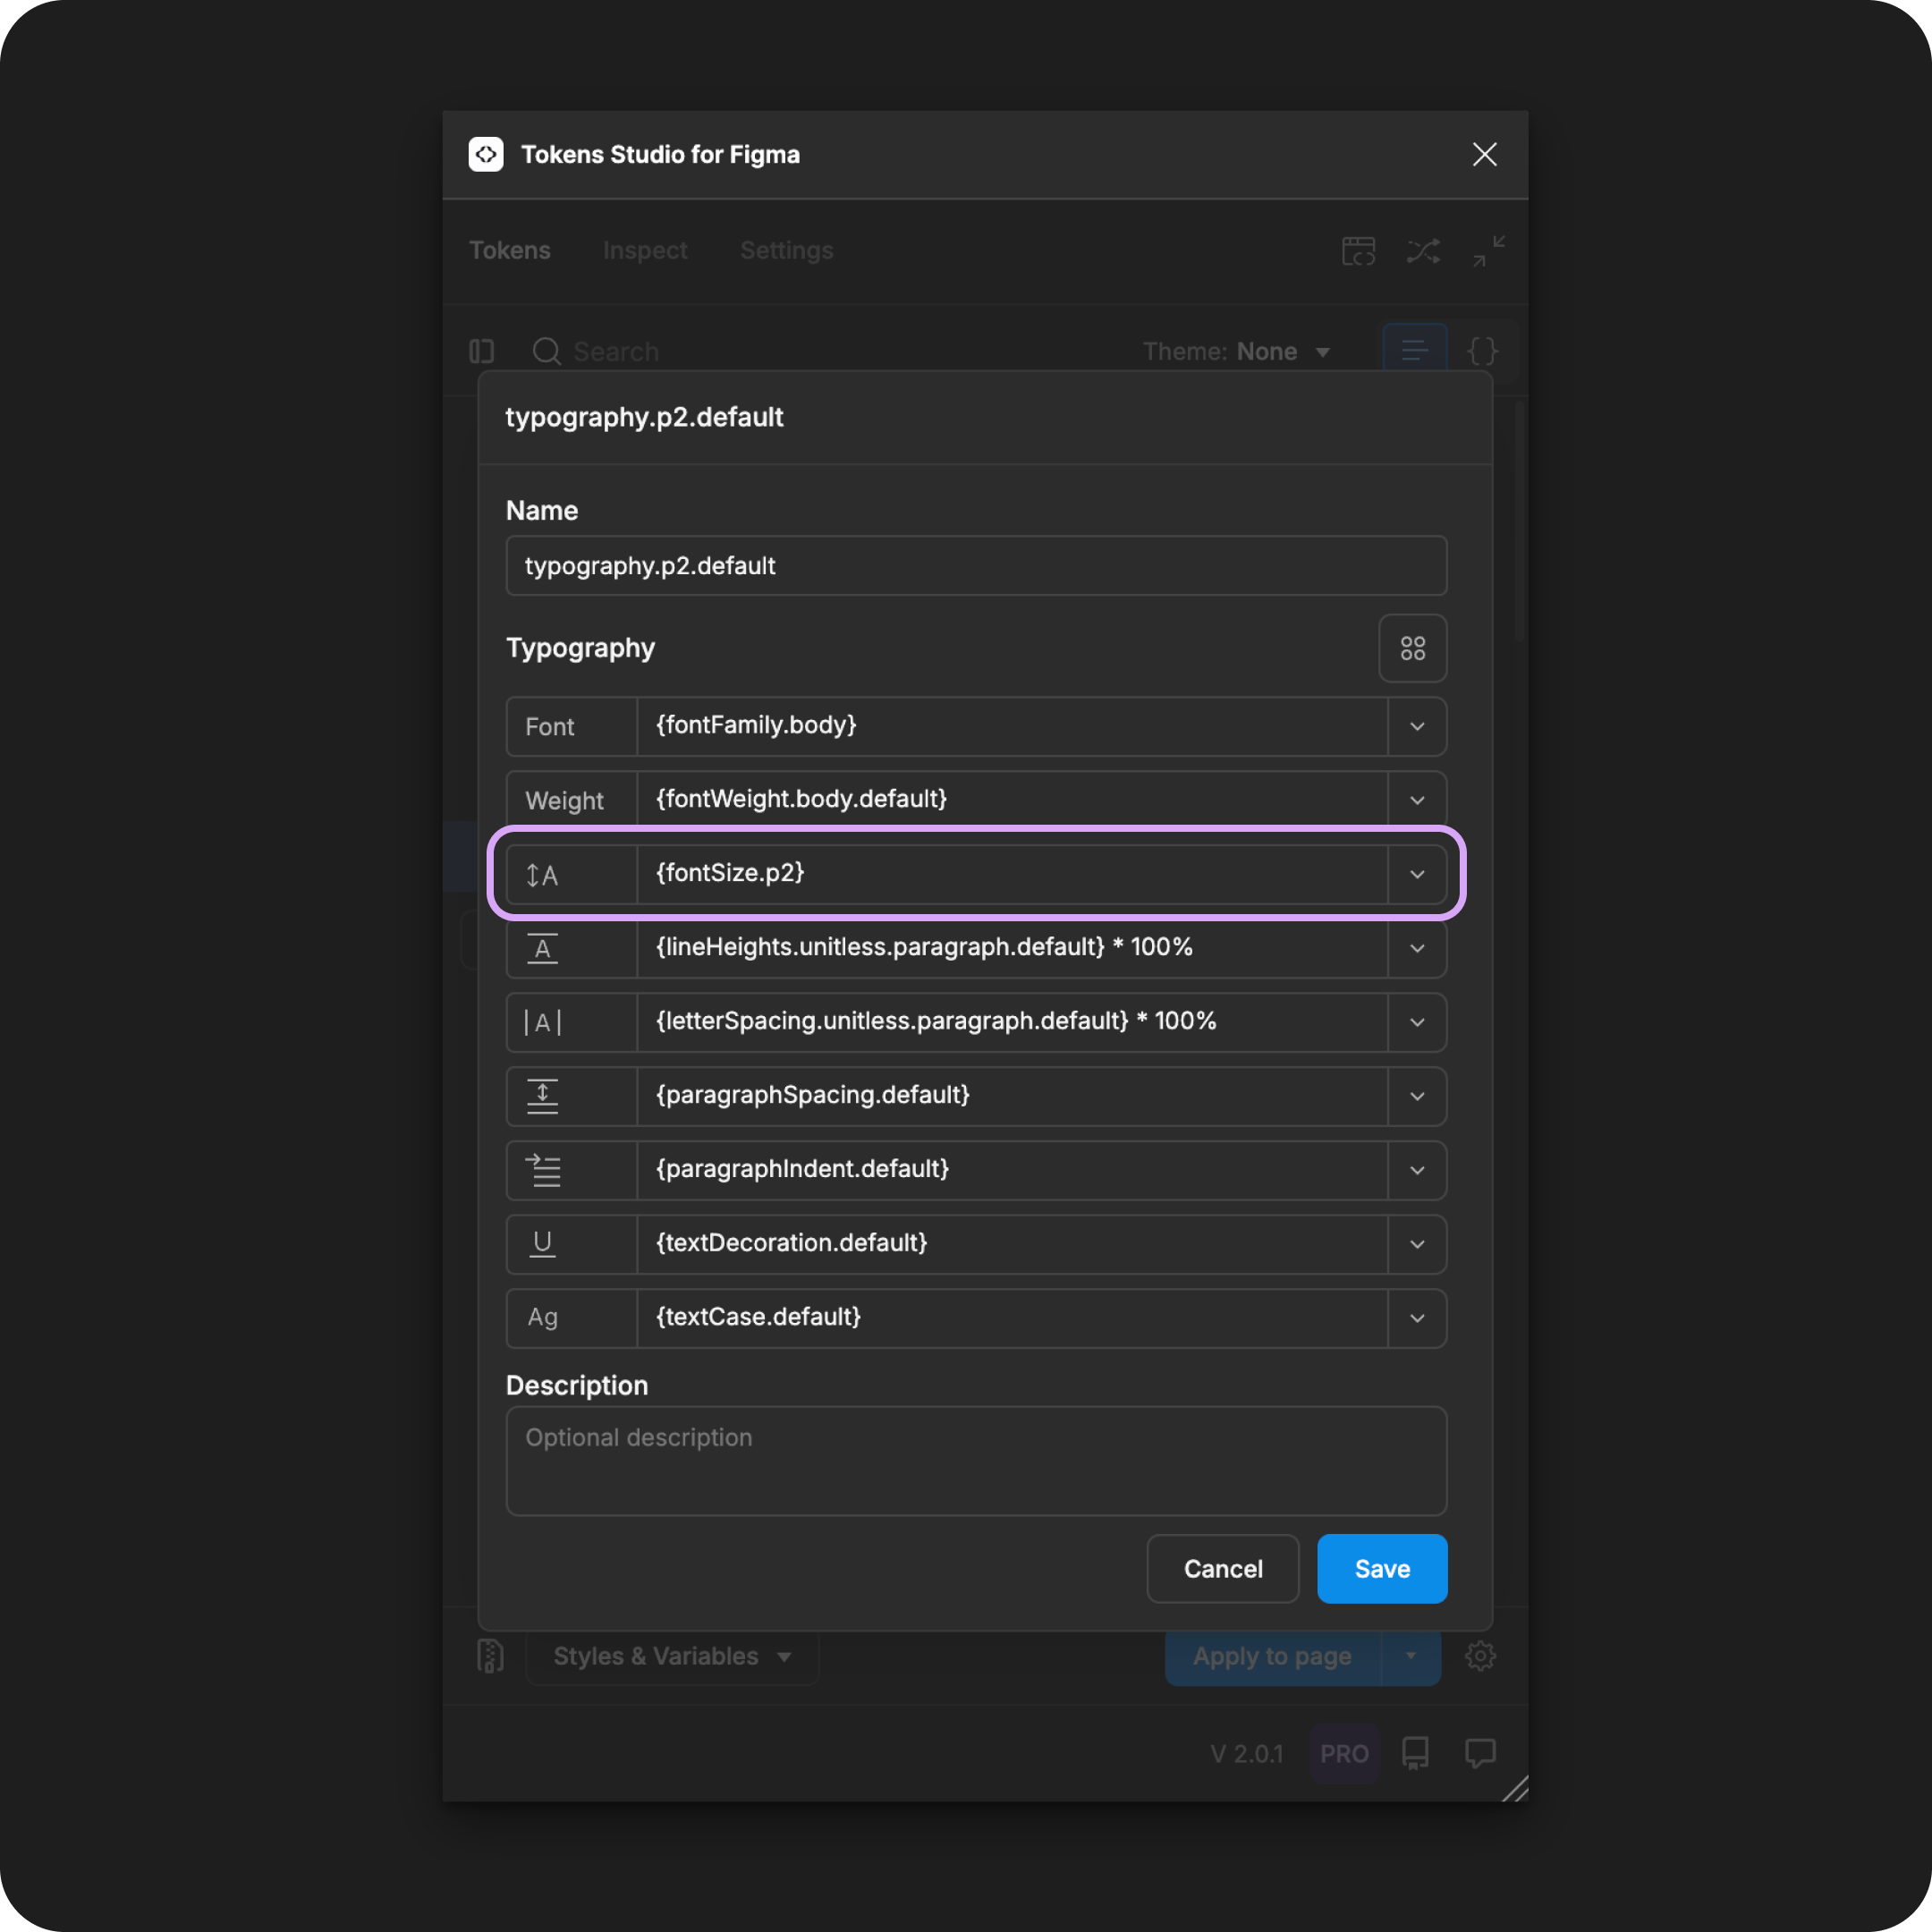 Tokens Studio for Figma
Tokens Inspect Settings
Search Theme: None
typography.p2.default
Name
typography.p2.default
Typography
Font {fontFamily.body}
Weight {fontWeight.body.default}
A {fontSize.p2}
A {lineHeights.unitless.paragraph.default} * 100%
|A| {letterSpacing.unitless.paragraph.default} * 100%
{paragraphSpacing.default}
{paragraphIndent.default}
U {textDecoration.default}
Ag {textCase.default}
Description
Optional description
Cancel Save
Styles & Variables Apply to page
V 2.0.1 PRO